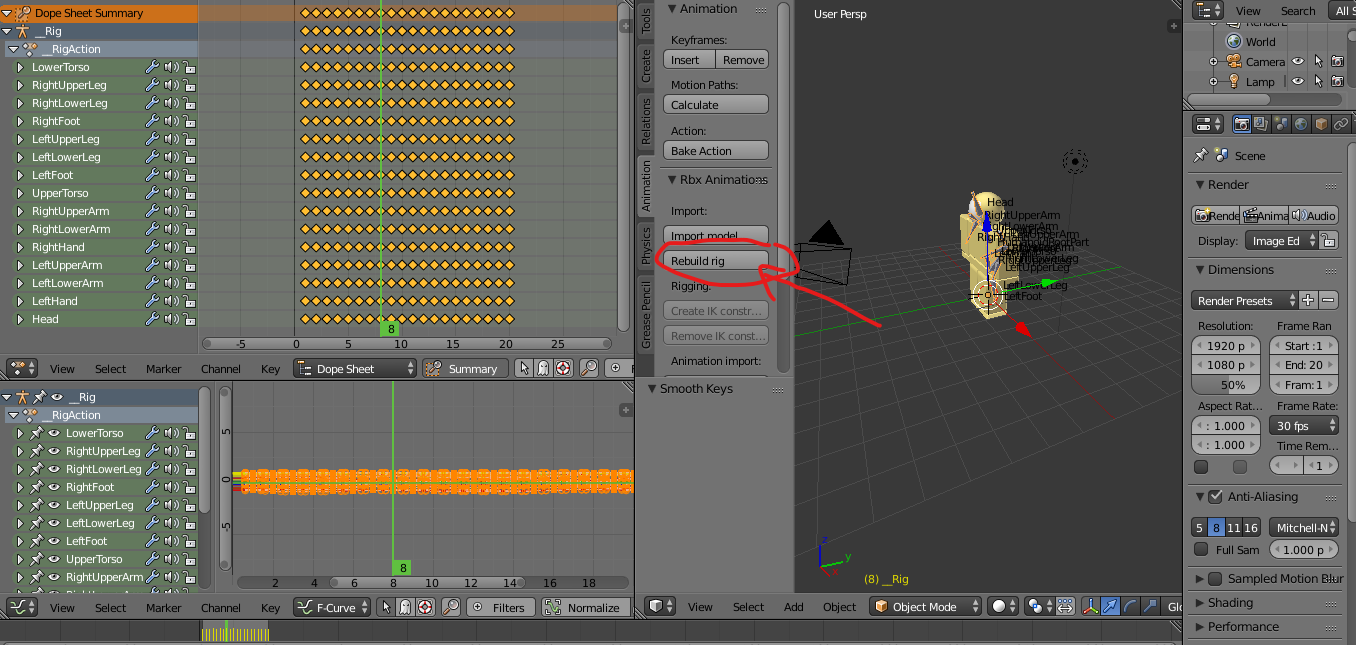 Dope Sheet Summary
__Rig
__RigAction
LowerTorso
RightUpperLeg
RightLowerLeg
RightFoot
LeftUpperLeg
LeftLowerLeg
LeftFoot
UpperTorso
RightUpperArm
RightLowerArm
RightHand
LeftUpperArm
LeftLowerArm
LeftHand
Head
8
-5 0 5 10 15 20 25
View Select Marker Channel Key Dope Sheet Summary
__Rig
__RigAction
LowerTorso
RightUpperLeg
RightLowerLeg
RightFoot
LeftUpperLeg
LeftLowerLeg
LeftFoot
UpperTorso
RightUpperArm
5
0
-5
8
2 4 6 8 10 12 14 16 18
View Select Marker Channel Key F-Curve Filters Normalize
Tools
Create
Relations
Animation
Physics
Grease Pencil
Animation
Keyframes:
Insert Remove
Motion Paths:
Calculate
Action:
Bake Action
Rbx Animations
Import:
Import model
Rebuild rig
Rigging:
Create IK constr...
Remove IK const...
Animation import:
Smooth Keys
User Persp
Head
RightUpperArm
LeftUpperLeg
LeftLowerLeg
LeftFoot
z
y
x
(8) __Rig
View Select Add Object Object Mode Glo
View Search All S
World
Camera
Lamp
Scene
Render
Rende Anima Audio
Display: Image Ed
Dimensions
Render Presets
Resolution: Frame Ran
1920 p Start :1
1080 p End: 20
50% Fram: 1
Aspect Rat... Frame Rate:
: 1.000 30 fps
: 1.000 Time Rem...
1
Anti-Aliasing
5 8 11 16 Mitchell-N
Full Sam 1.000 p
Sampled Motion Blur
Shading
Performance